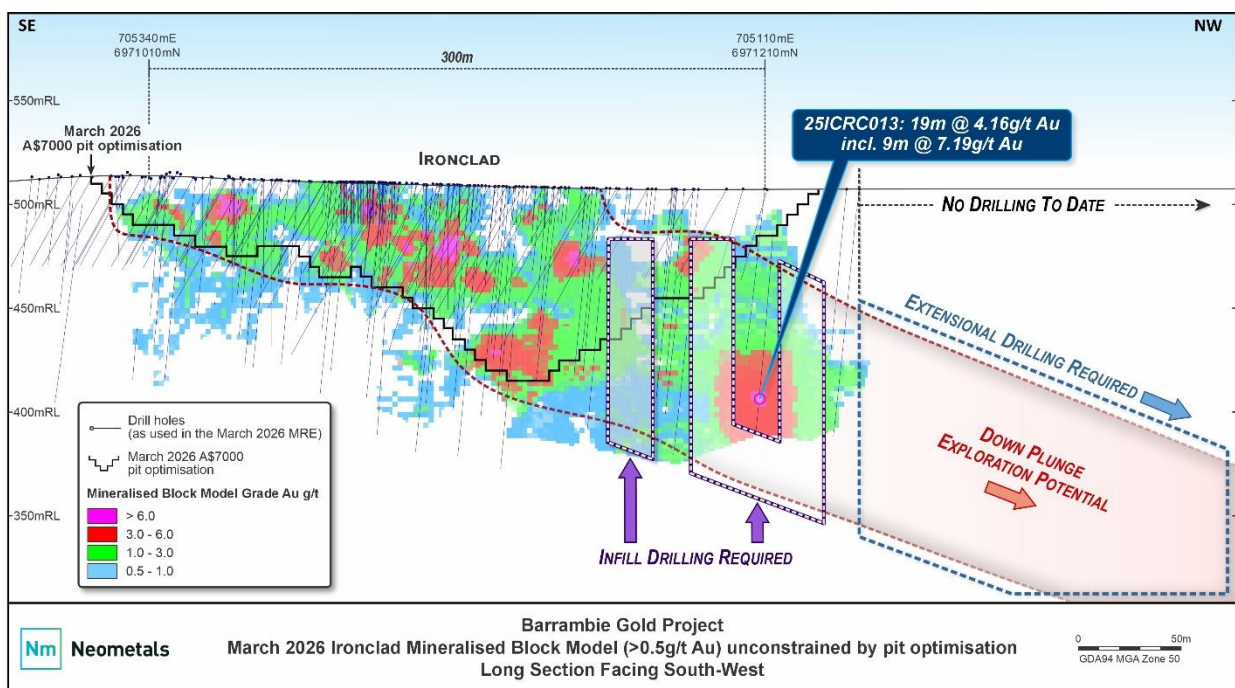 SE
NW
705340mE
6971010mN
705110mE
6971210mN
300m
550mRL
500mRL
450mRL
400mRL
350mRL
March 2026
A$7000 pit optimisation
IRONCLAD
25ICRC013: 19m @ 4.16g/t Au
incl. 9m @ 7.19g/t Au
NO DRILLING TO DATE
EXTENSIONAL DRILLING REQUIRED
DOWN PLUNGE
EXPLORATION POTENTIAL
INFILL DRILLING REQUIRED
Drill holes
(as used in the March 2026 MRE)
March 2026 A$7000
pit optimisation
Mineralised Block Model Grade Au g/t
> 6.0
3.0 - 6.0
1.0 - 3.0
0.5 - 1.0
Nm Neometals
Barrambie Gold Project
March 2026 Ironclad Mineralised Block Model (>0.5g/t Au) unconstrained by pit optimisation
Long Section Facing South-West
0 50m
GDA94 MGA Zone 50